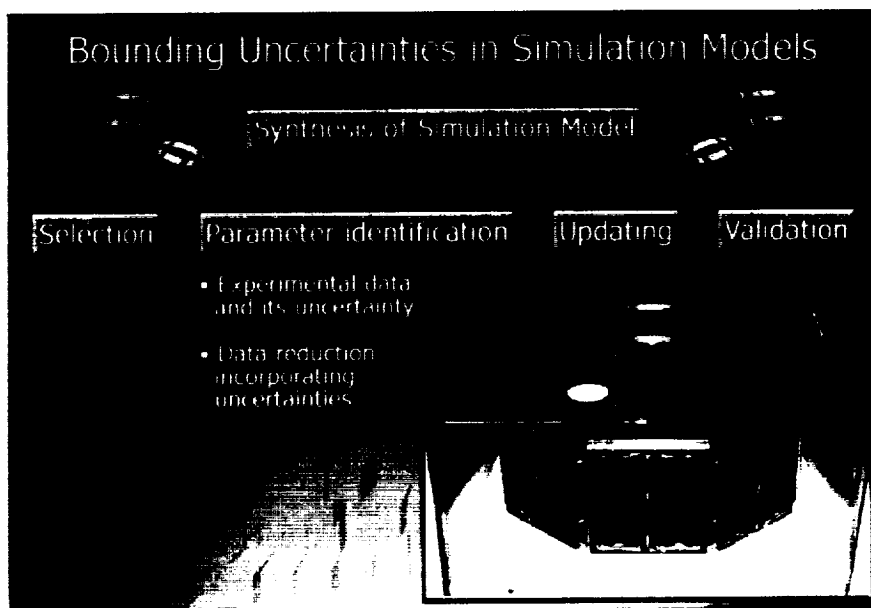 Bounding Uncertainties in Simulation Models
Synthesis of Simulation Model
Selection
Parameter identification
Updating
Validation
▪ Experimental data
and its uncertainty
▪ Data reduction
incorporating
uncertainties